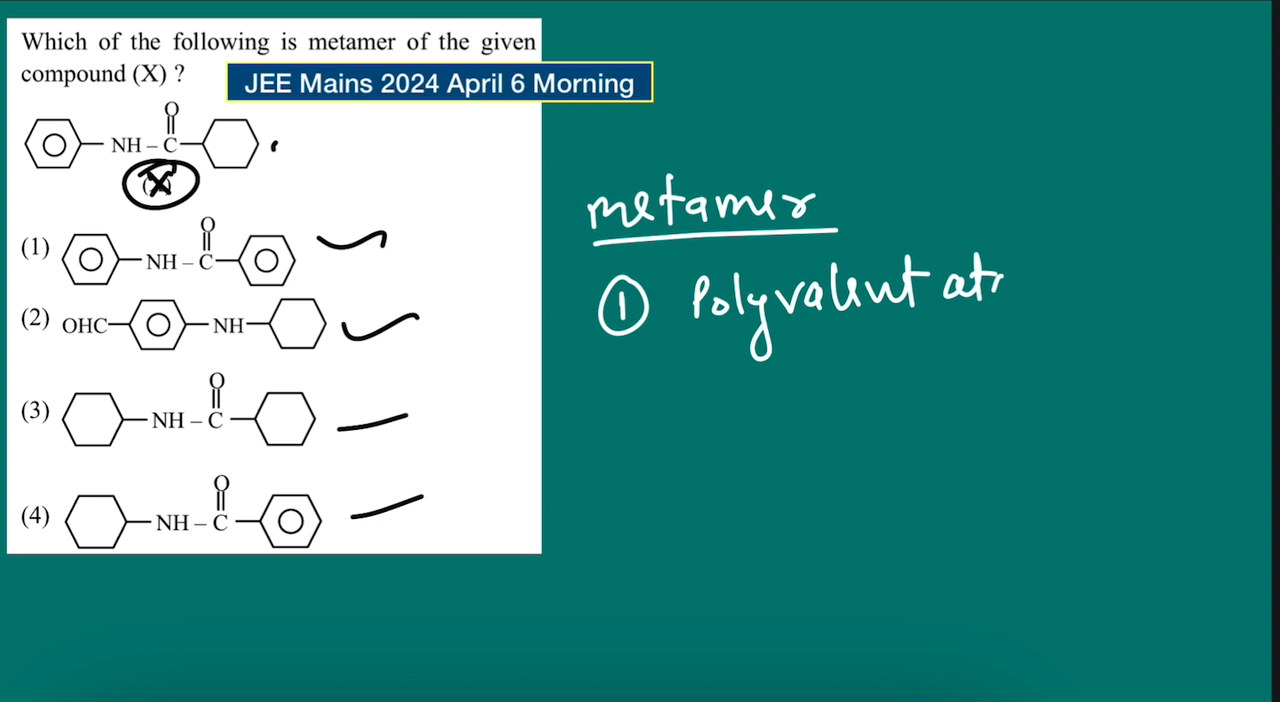 Which of the following is metamer of the given
compound (X) ?
JEE Mains 2024 April 6 Morning
O
NH – C
X
(1)
O
NH – C
(2) OHC NH
(3)
O
NH – C
(4)
O
NH – C
metamer
① Polyvalent at